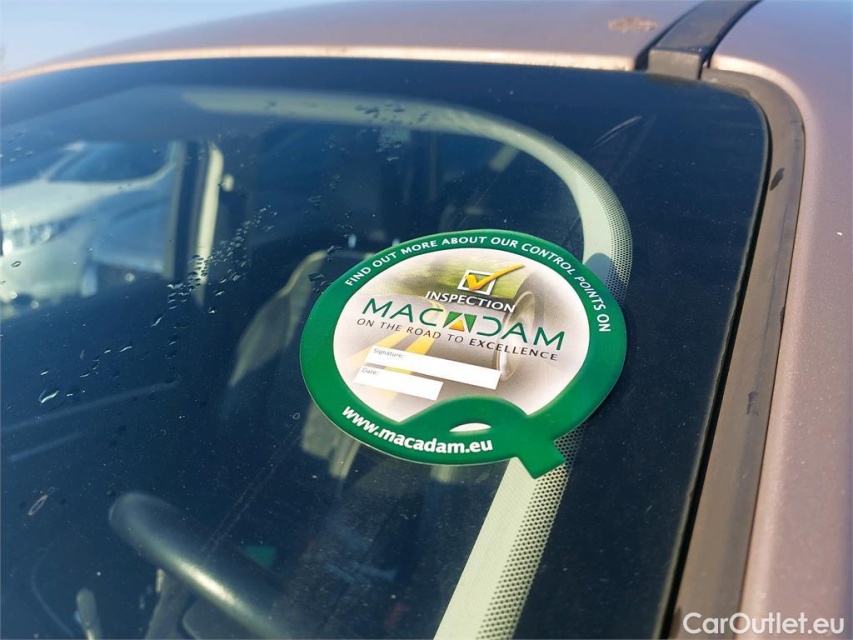 FIND OUT MORE ABOUT OUR CONTROL POINTS ON
INSPECTION
MACADAM
ON THE ROAD TO EXCELLENCE
Signature:
Date:
www.macadam.eu
CarOutlet.eu